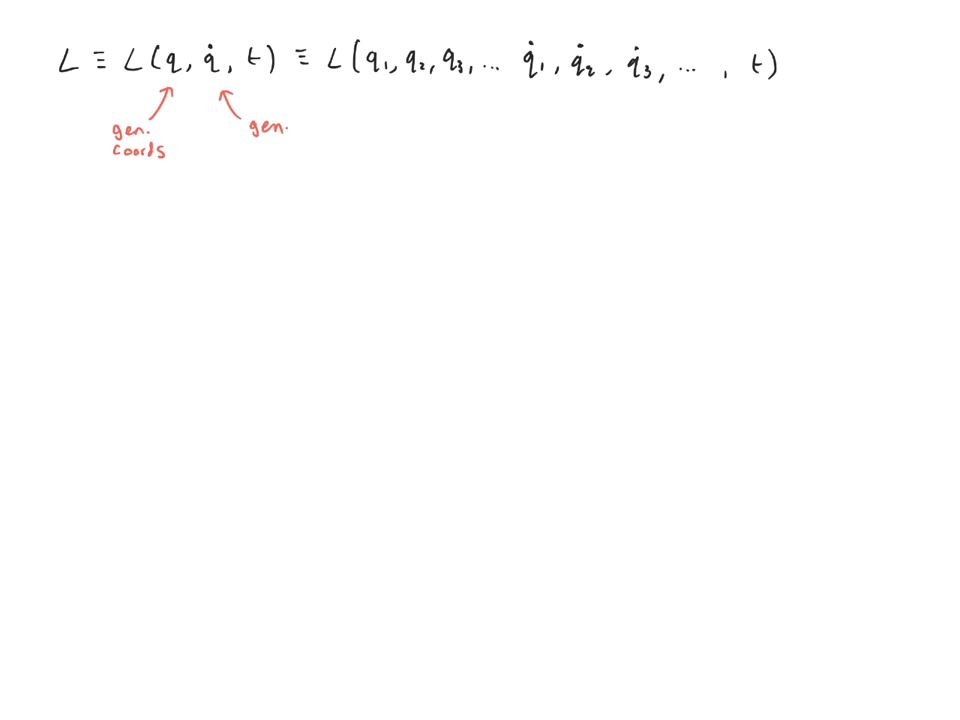 L ≡ L(q, q̇, t) ≡ L(q₁, q₂, q₃, ... q̇₁, q̇₂, q̇₃, ... , t)
gen. gen.
coords